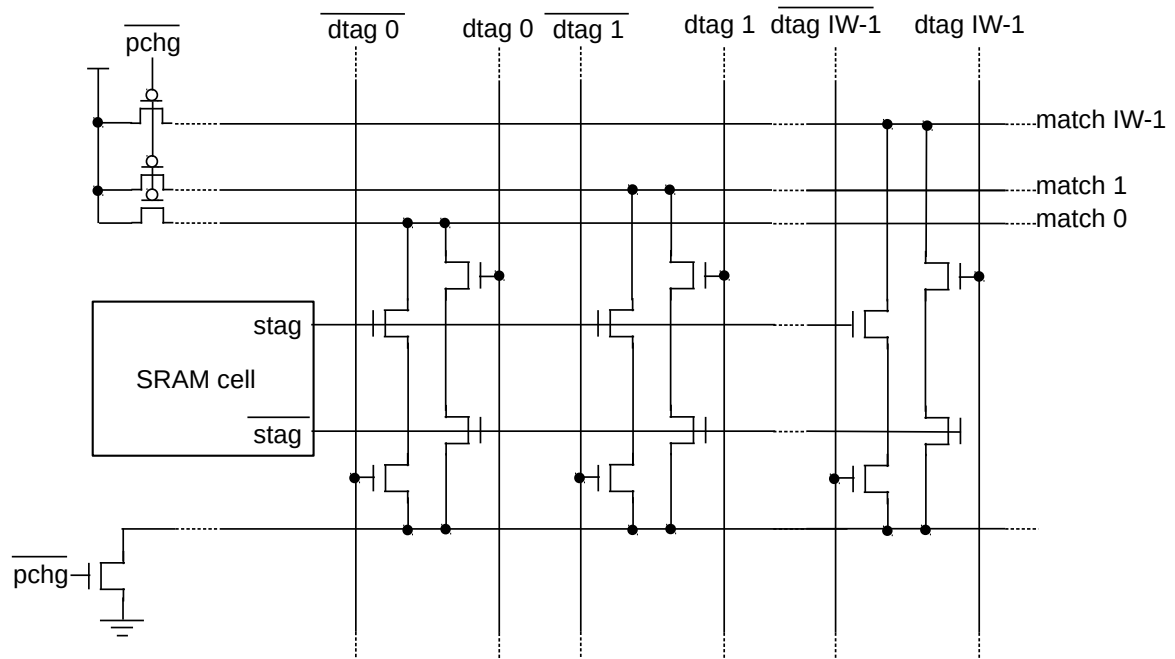 dtag 0 dtag 0 dtag 1 dtag 1 dtag IW-1 dtag IW-1
pchg
match IW-1
match 1
match 0
stag
SRAM cell
stag
pchg